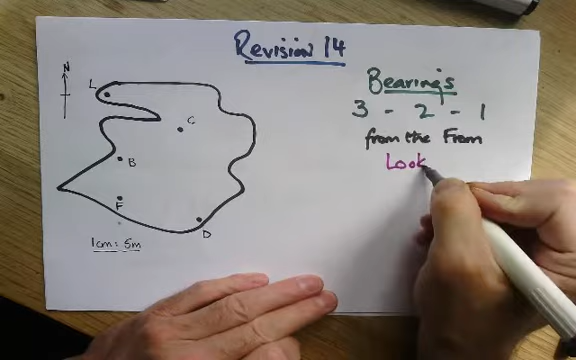 Revision 14
N
L
C
B
F
D
1cm : 5m
Bearings
3 - 2 - 1
from the From
Look